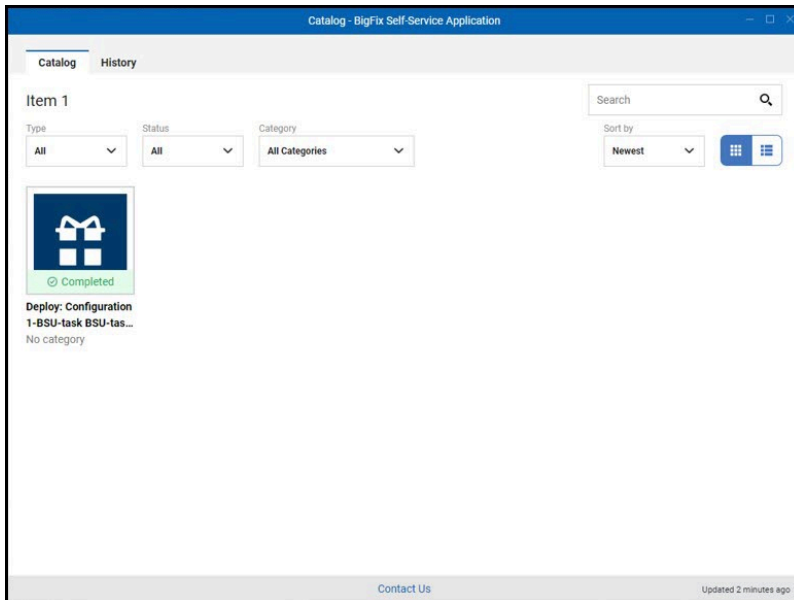 Catalog - BigFix Self-Service Application
Catalog History
Item 1
Search
Type Status Category Sort by
All All All Categories Newest
Completed
Deploy: Configuration
1-BSU-task BSU-tas...
No category
Contact Us
Updated 2 minutes ago